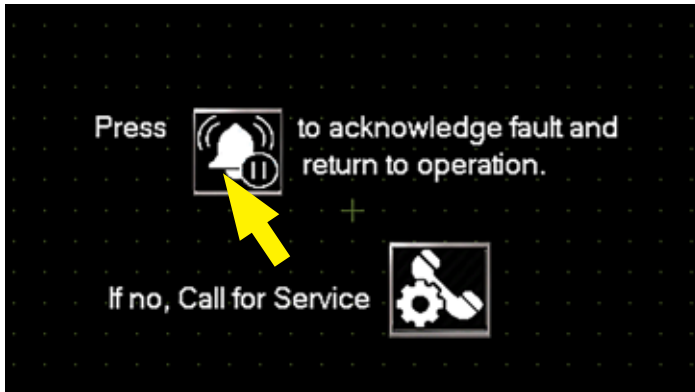 Press to acknowledge fault and
return to operation.
If no, Call for Service